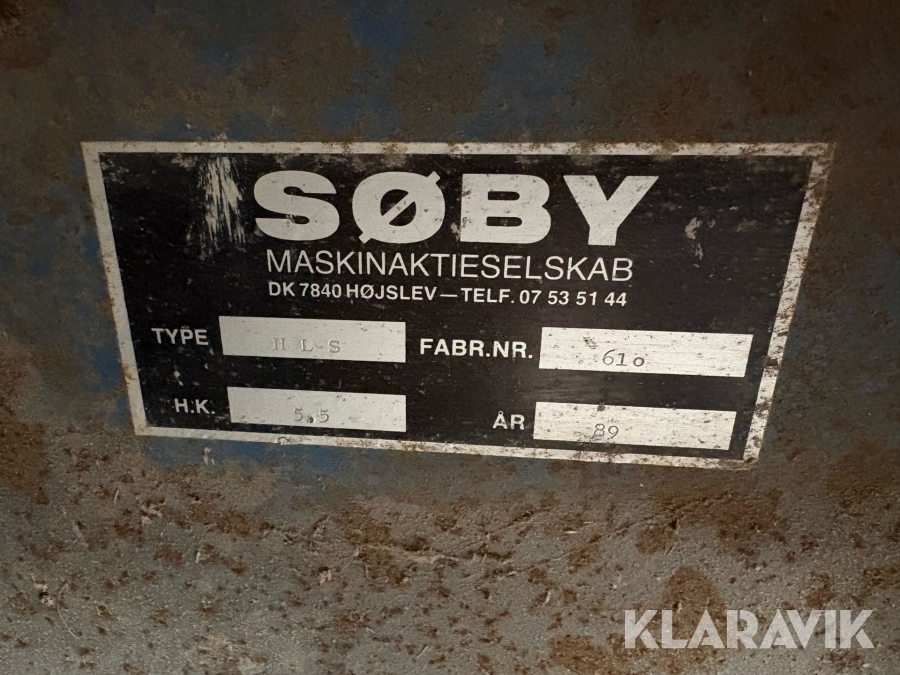 SØBY
MASKINAKTIESELSKAB
DK 7840 HØJSLEV — TELF. 07 53 51 44
TYPE H L-S FABR.NR. 61o
H.K. 5,5 ÅR 89
KLARAVIK